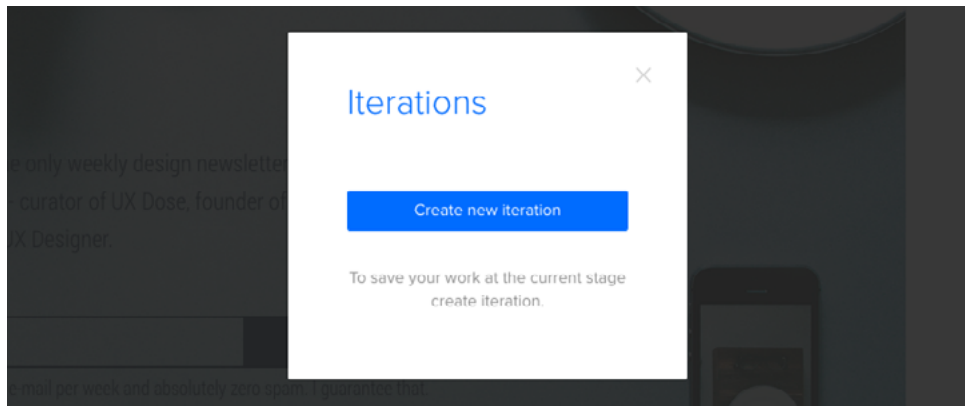 Iterations
e only weekly design newsletter
curator of UX Dose, founder of
UX Designer.
Create new iteration
To save your work at the current stage
create iteration.
e-mail per week and absolutely zero spam. I guarantee that.